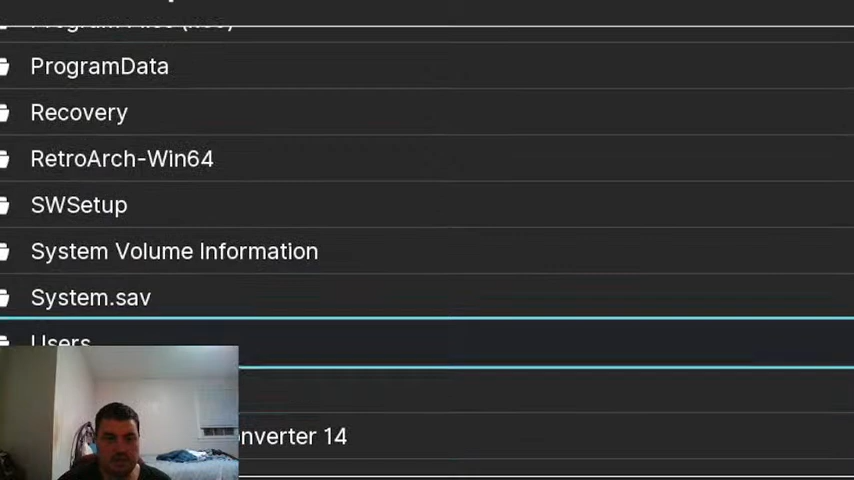 ProgramData
Recovery
RetroArch-Win64
SWSetup
System Volume Information
System.sav
Users
nverter 14